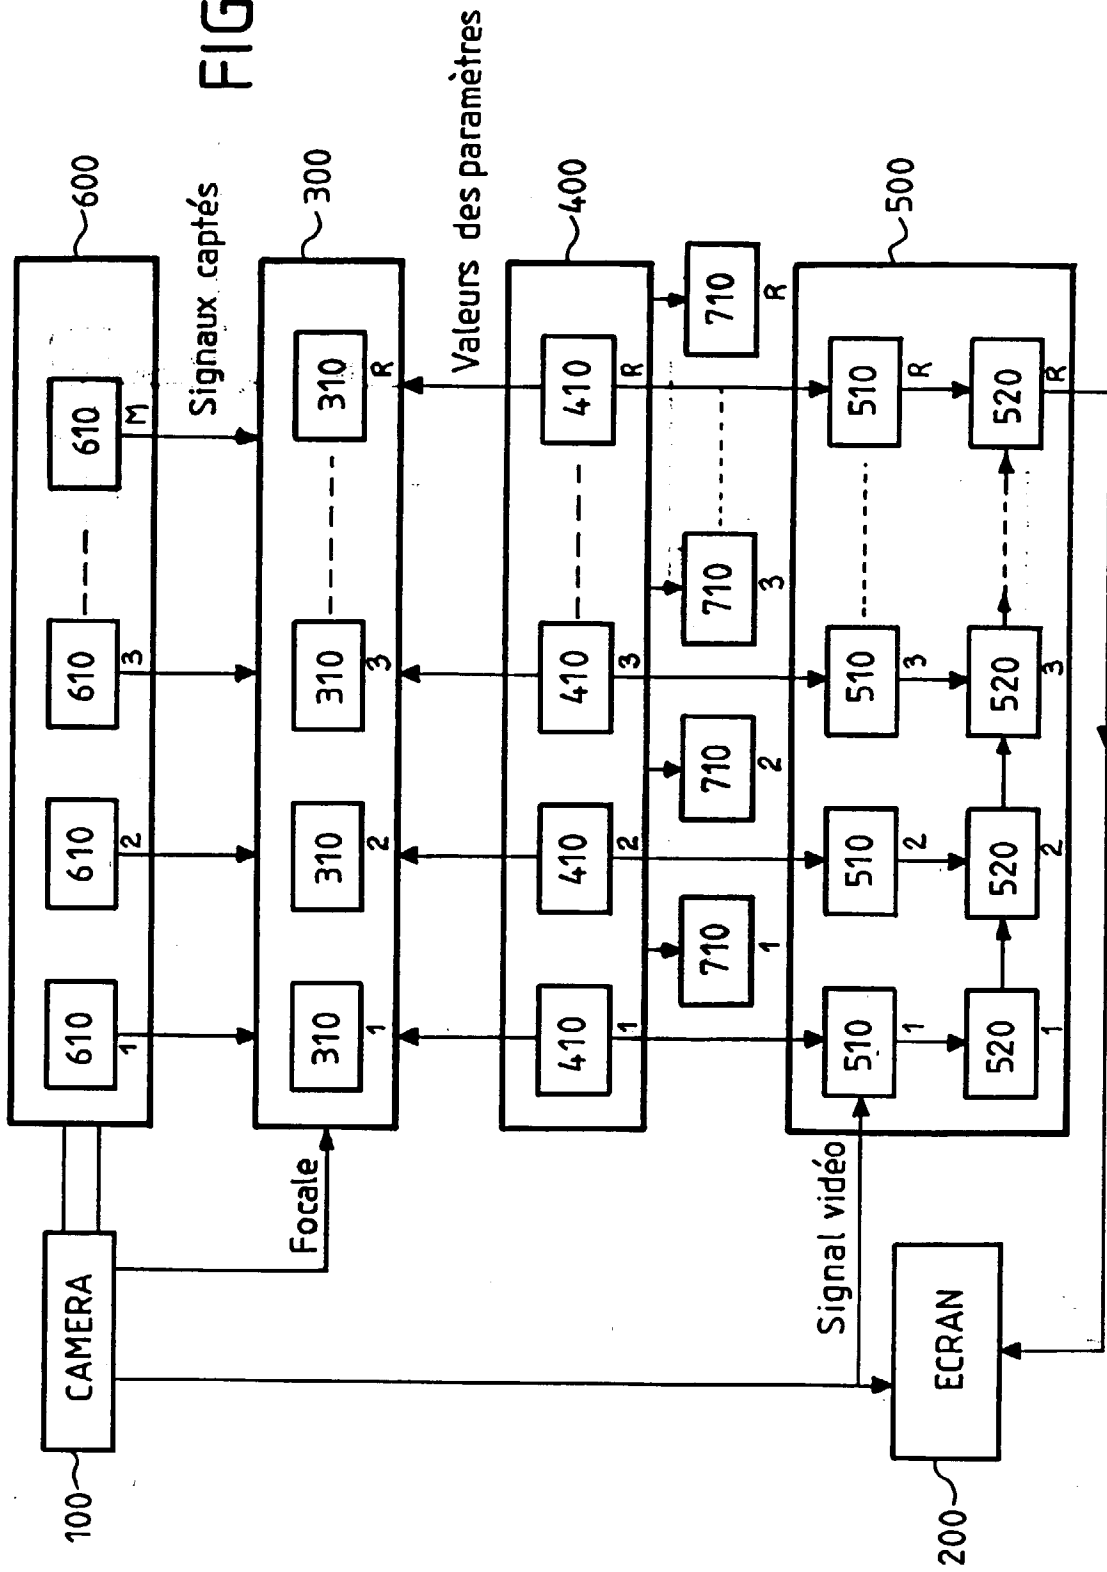 FIG
100
CAMERA
600
610 1
610 2
610 3
610 M
Signaux captés
Focale
300
310 1
310 2
310 3
310 R
Valeurs des paramètres
400
410 1
410 2
410 3
410 R
710 1
710 2
710 3
710 R
Signal vidéo
500
510 1
510 2
510 3
510 R
520 1
520 2
520 3
520 R
200
ECRAN